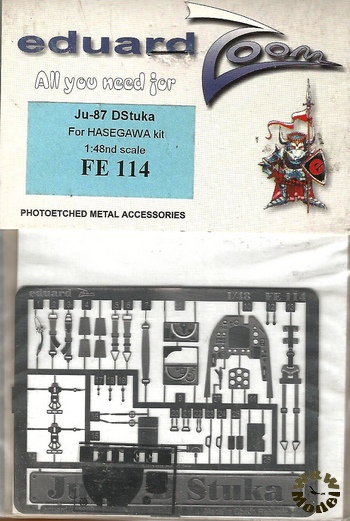 eduard Zoom
All you need for
Ju-87 DStuka
For HASEGAWA kit
1:48nd scale
FE 114
PHOTOETCHED METAL ACCESSORIES
eduard Zoom 1/48 FE 114
Ju Stuka